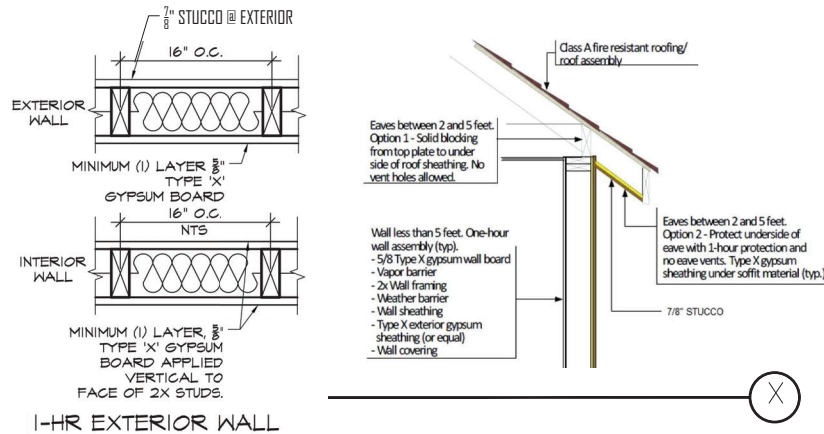 7/8" STUCCO @ EXTERIOR
16" O.C.
EXTERIOR
WALL
MINIMUM (1) LAYER 5/8"
TYPE 'X'
GYPSUM BOARD
16" O.C.
NTS
INTERIOR
WALL
MINIMUM (1) LAYER, 5/8"
TYPE 'X' GYPSUM
BOARD APPLIED
VERTICAL TO
FACE OF 2X STUDS.
1-HR EXTERIOR WALL
Class A fire resistant roofing/
roof assembly
Eaves between 2 and 5 feet.
Option 1 - Solid blocking
from top plate to under
side of roof sheathing. No
vent holes allowed.
Wall less than 5 feet. One-hour
wall assembly (typ).
- 5/8 Type X gypsum wall board
- Vapor barrier
- 2x Wall framing
- Weather barrier
- Wall sheathing
- Type X exterior gypsum
sheathing (or equal)
- Wall covering
Eaves between 2 and 5 feet.
Option 2 - Protect underside of
eave with 1-hour protection and
no eave vents. Type X gypsum
sheathing under soffit material (typ.)
7/8" STUCCO
X